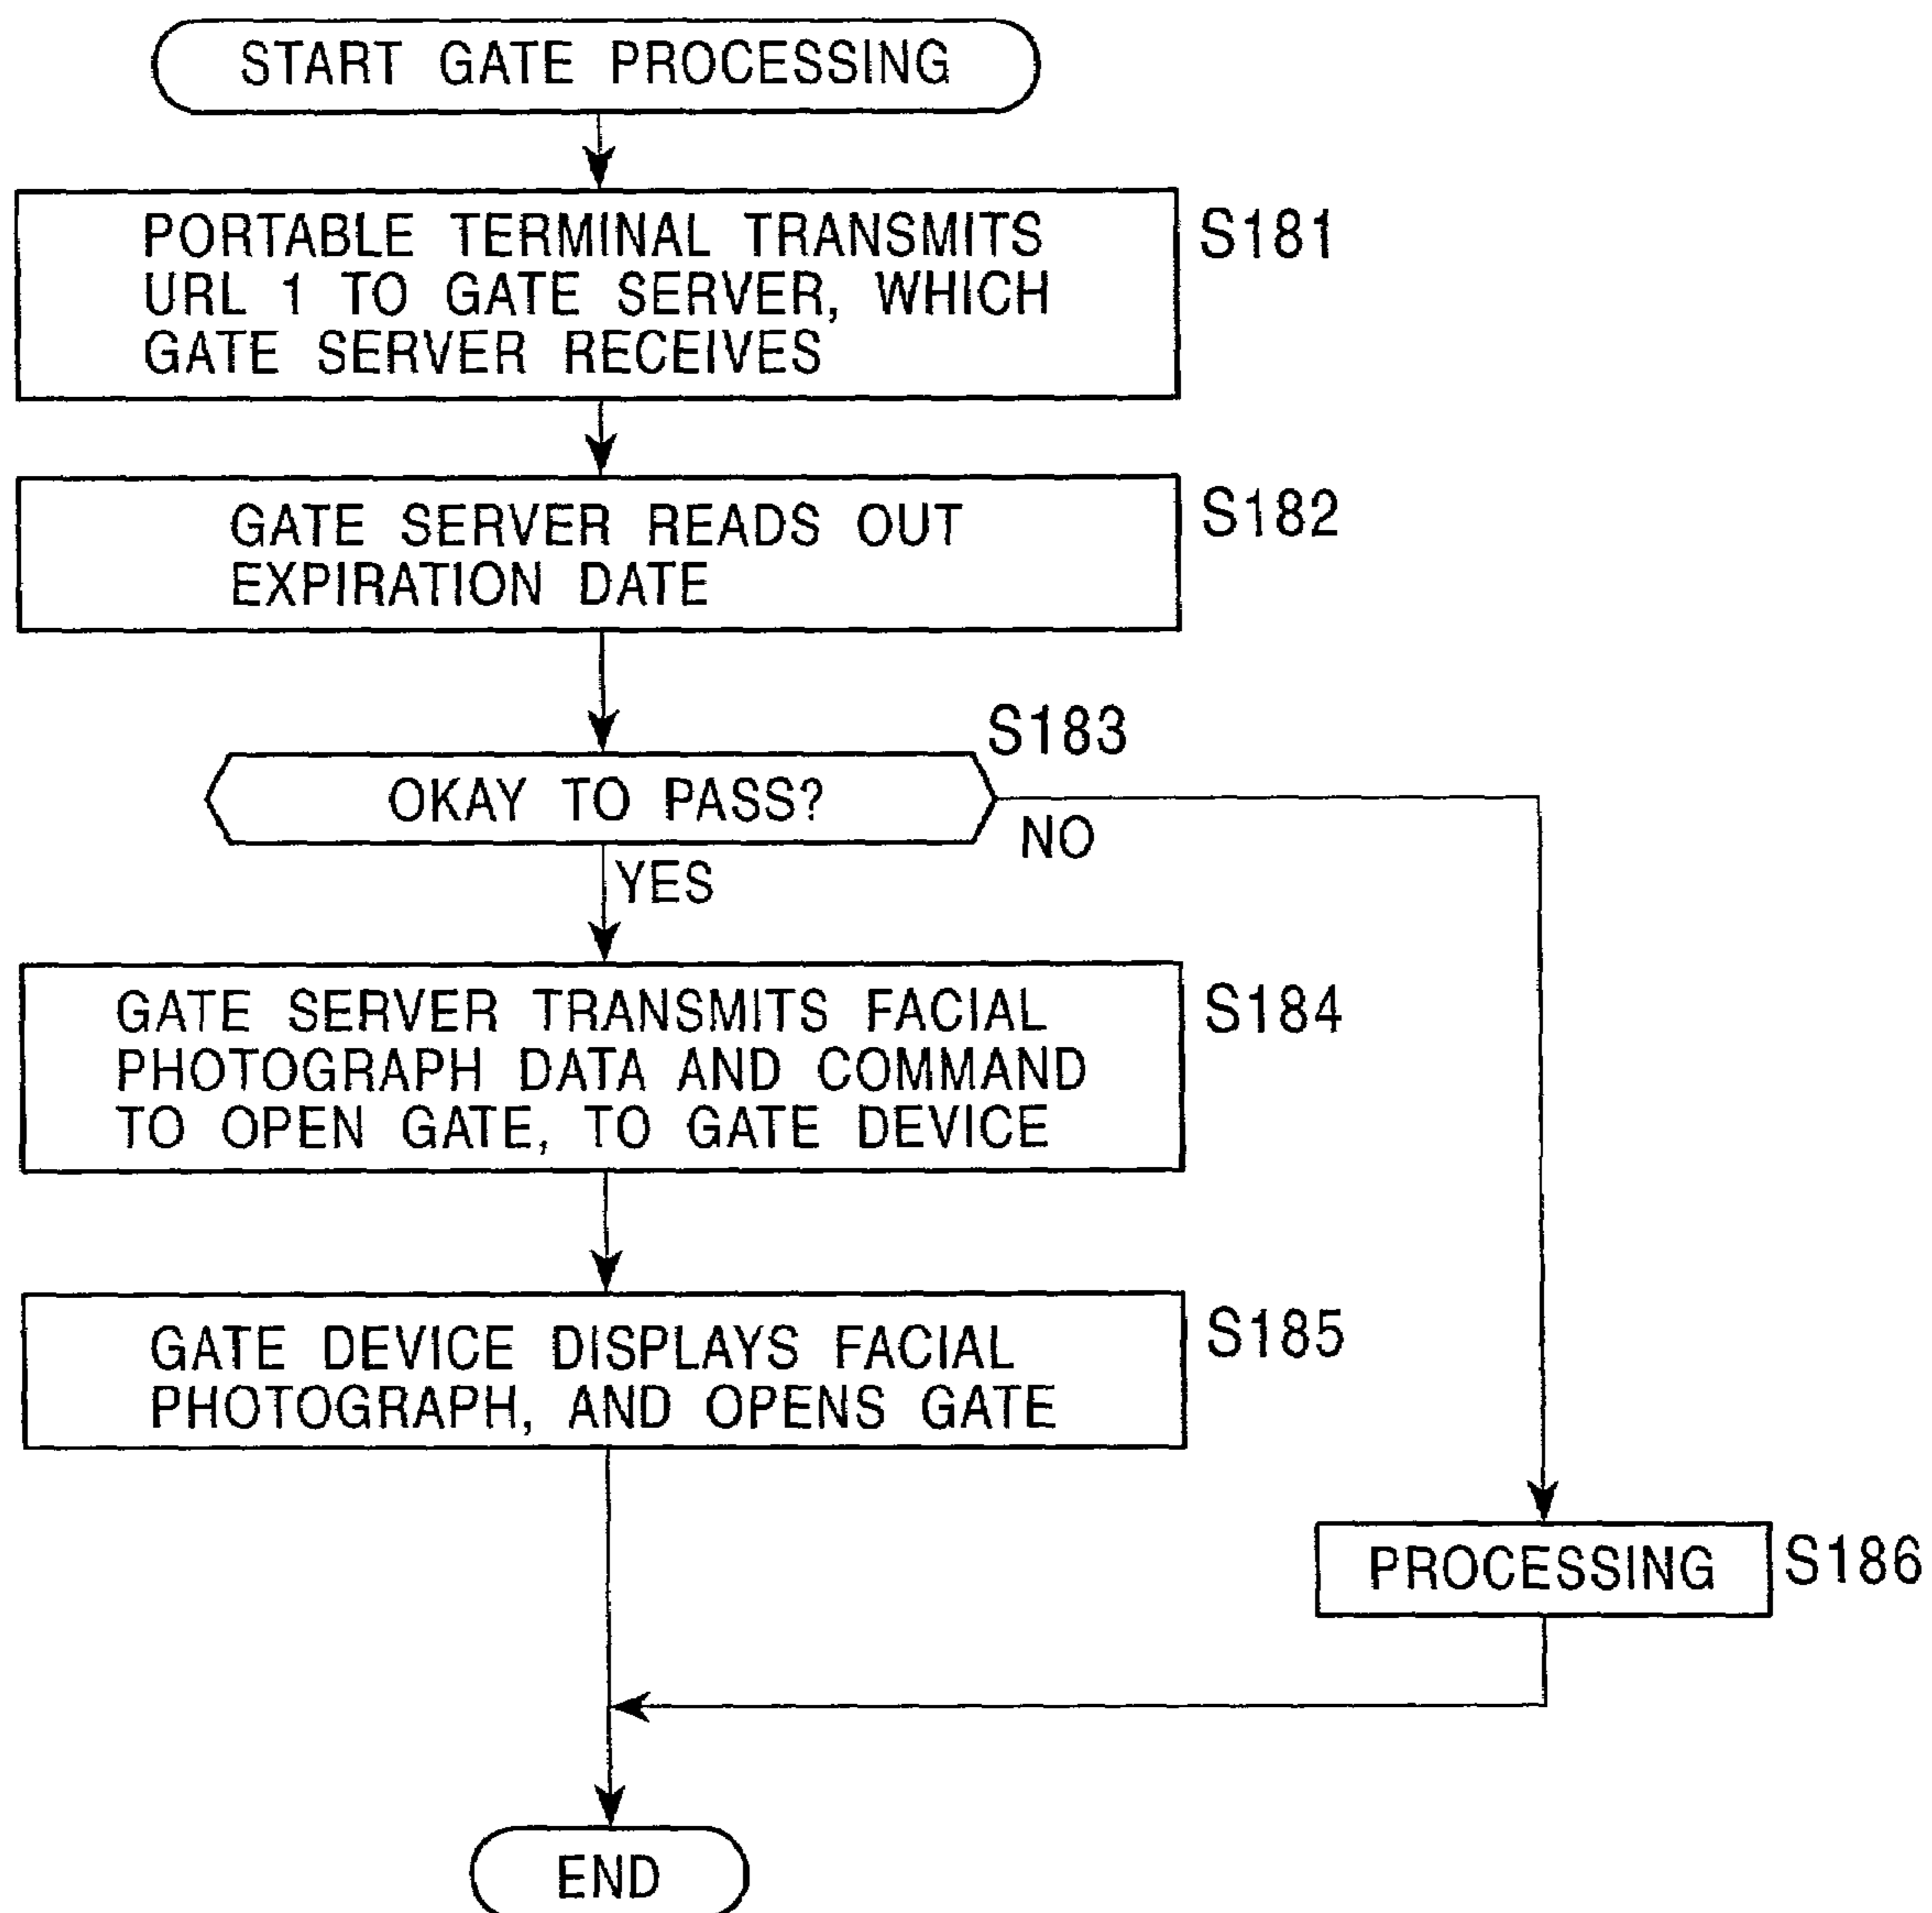 START GATE PROCESSING
PORTABLE TERMINAL TRANSMITS
URL 1 TO GATE SERVER, WHICH
GATE SERVER RECEIVES
S181
GATE SERVER READS OUT
EXPIRATION DATE
S182
S183
OKAY TO PASS?
NO
YES
GATE SERVER TRANSMITS FACIAL
PHOTOGRAPH DATA AND COMMAND
TO OPEN GATE, TO GATE DEVICE
S184
GATE DEVICE DISPLAYS FACIAL
PHOTOGRAPH, AND OPENS GATE
S185
PROCESSING
S186
END